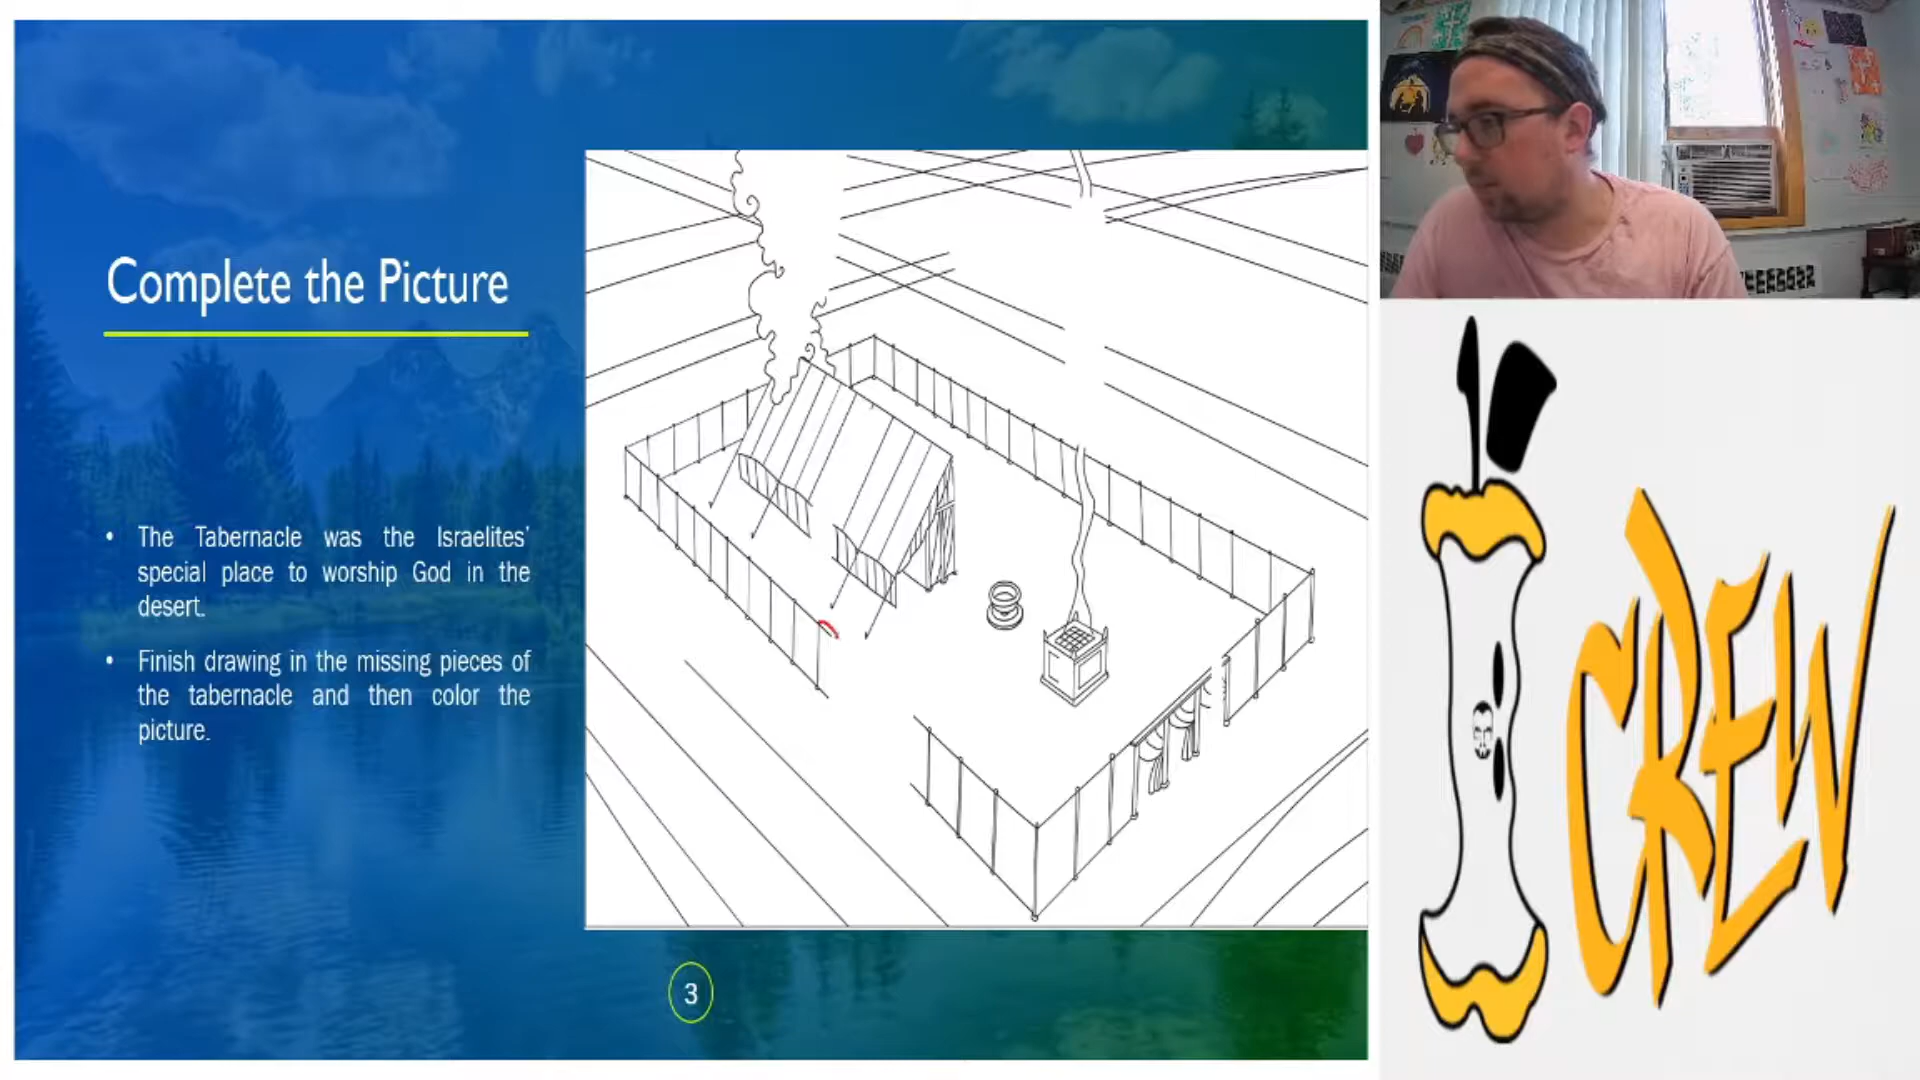 Complete the Picture
• The Tabernacle was the Israelites'
special place to worship God in the
desert.
• Finish drawing in the missing pieces of
the tabernacle and then color the
picture.
3
CREW